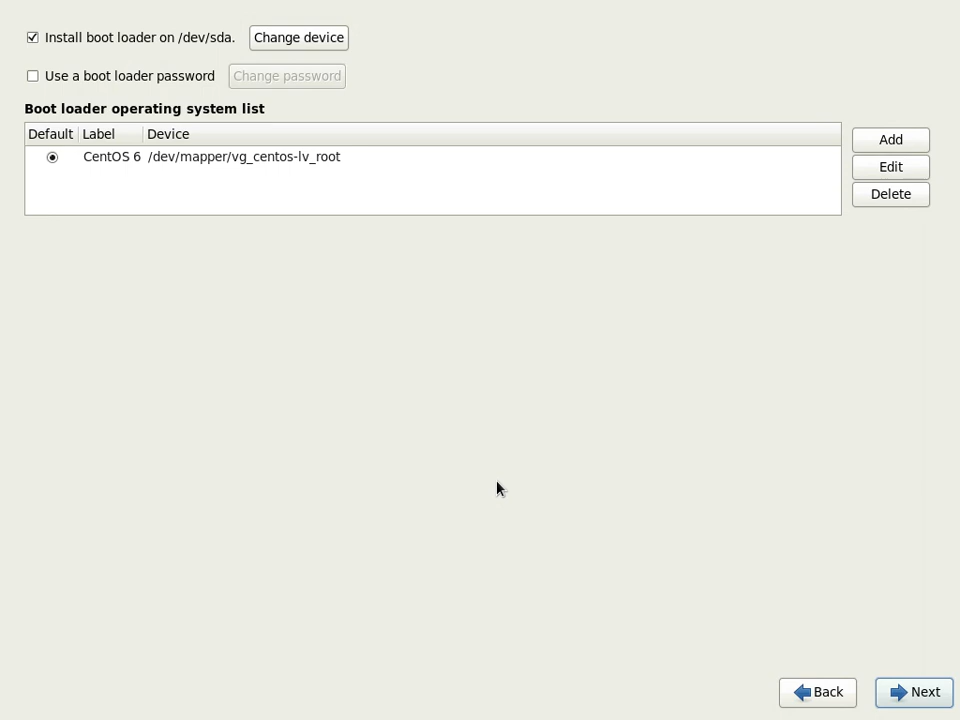 Install boot loader on /dev/sda. Change device
Use a boot loader password Change password
Boot loader operating system list
Default Label Device
CentOS 6 /dev/mapper/vg_centos-lv_root
Add
Edit
Delete
Back Next